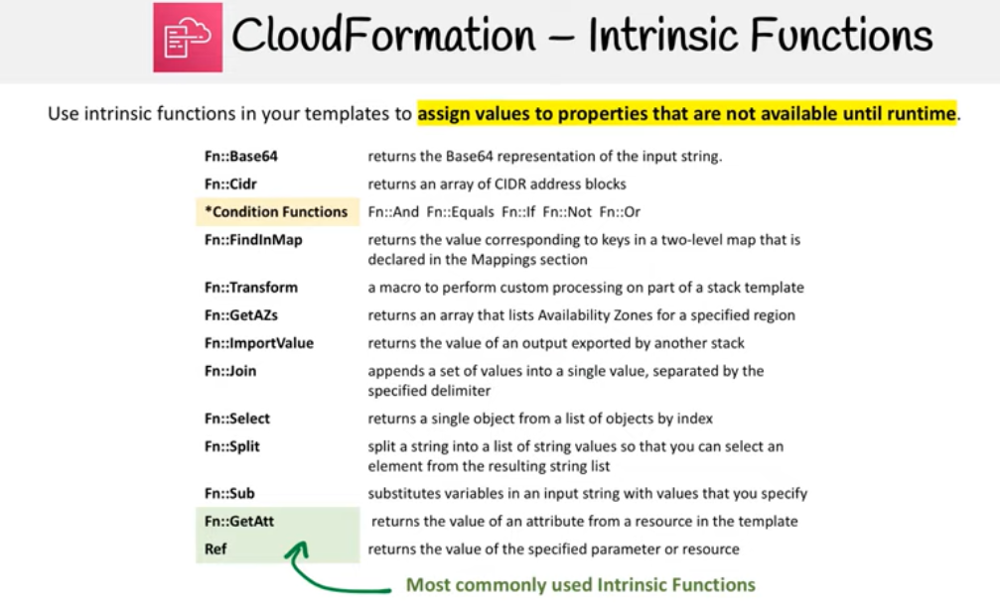 CloudFormation – Intrinsic Functions
Use intrinsic functions in your templates to assign values to properties that are not available until runtime.
Fn::Base64 returns the Base64 representation of the input string.
Fn::Cidr returns an array of CIDR address blocks
*Condition Functions Fn::And Fn::Equals Fn::If Fn::Not Fn::Or
Fn::FindInMap returns the value corresponding to keys in a two-level map that is
declared in the Mappings section
Fn::Transform a macro to perform custom processing on part of a stack template
Fn::GetAZs returns an array that lists Availability Zones for a specified region
Fn::ImportValue returns the value of an output exported by another stack
Fn::Join appends a set of values into a single value, separated by the
specified delimiter
Fn::Select returns a single object from a list of objects by index
Fn::Split split a string into a list of string values so that you can select an
element from the resulting string list
Fn::Sub substitutes variables in an input string with values that you specify
Fn::GetAtt returns the value of an attribute from a resource in the template
Ref returns the value of the specified parameter or resource
Most commonly used Intrinsic Functions